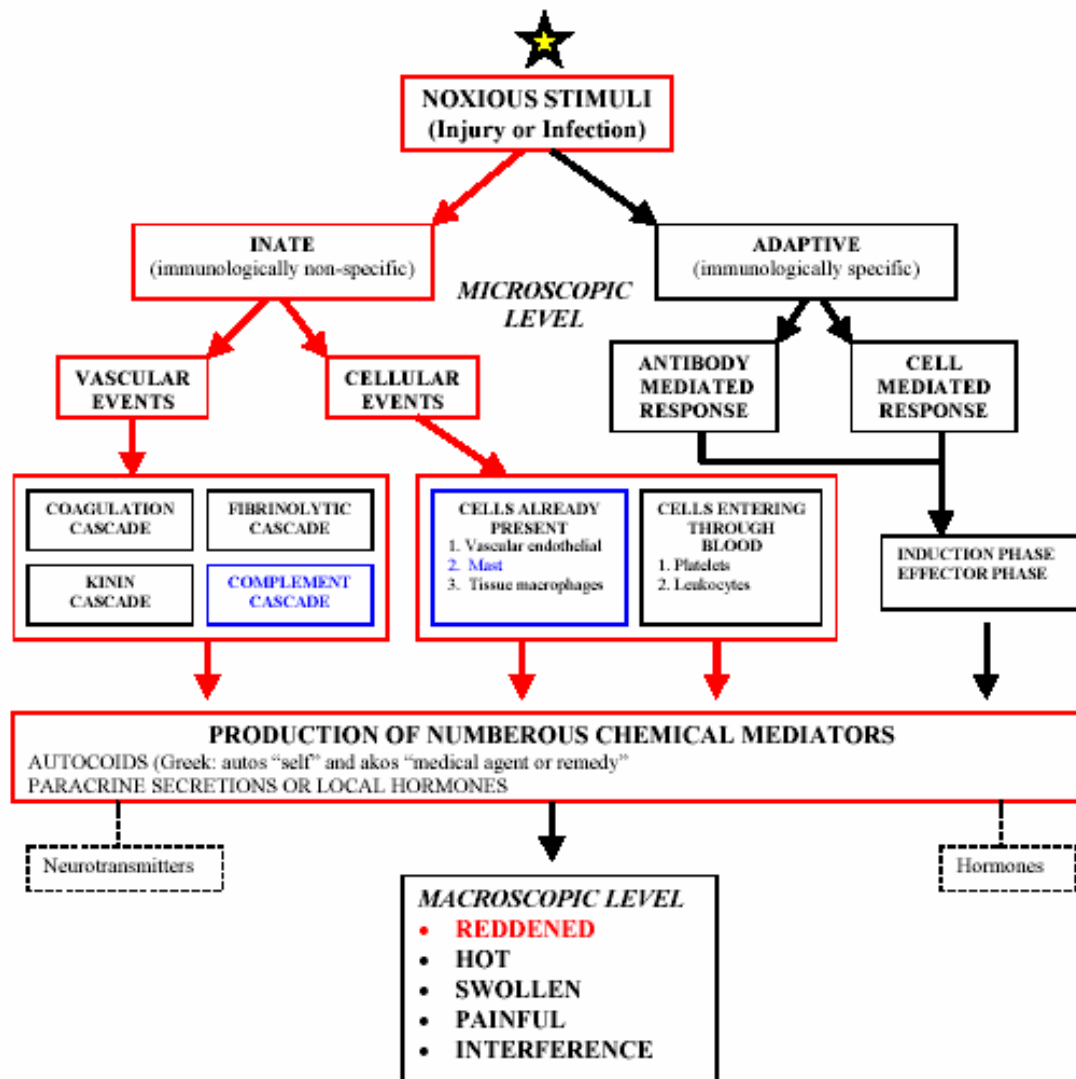 NOXIOUS STIMULI
(Injury or Infection)
INATE
(immunologically non-specific)
ADAPTIVE
(immunologically specific)
MICROSCOPIC
LEVEL
VASCULAR
EVENTS
CELLULAR
EVENTS
ANTIBODY
MEDIATED
RESPONSE
CELL
MEDIATED
RESPONSE
COAGULATION
CASCADE
FIBRINOLYTIC
CASCADE
KININ
CASCADE
COMPLEMENT
CASCADE
CELLS ALREADY
PRESENT
1. Vascular endothelial
2. Mast
3. Tissue macrophages
CELLS ENTERING
THROUGH
BLOOD
1. Platelets
2. Leukocytes
INDUCTION PHASE
EFFECTOR PHASE
PRODUCTION OF NUMBEROUS CHEMICAL MEDIATORS
AUTOCOIDS (Greek: autos “self” and akos “medical agent or remedy”
PARACRINE SECRETIONS OR LOCAL HORMONES
Neurotransmitters
Hormones
MACROSCOPIC LEVEL
• REDDENED
• HOT
• SWOLLEN
• PAINFUL
• INTERFERENCE